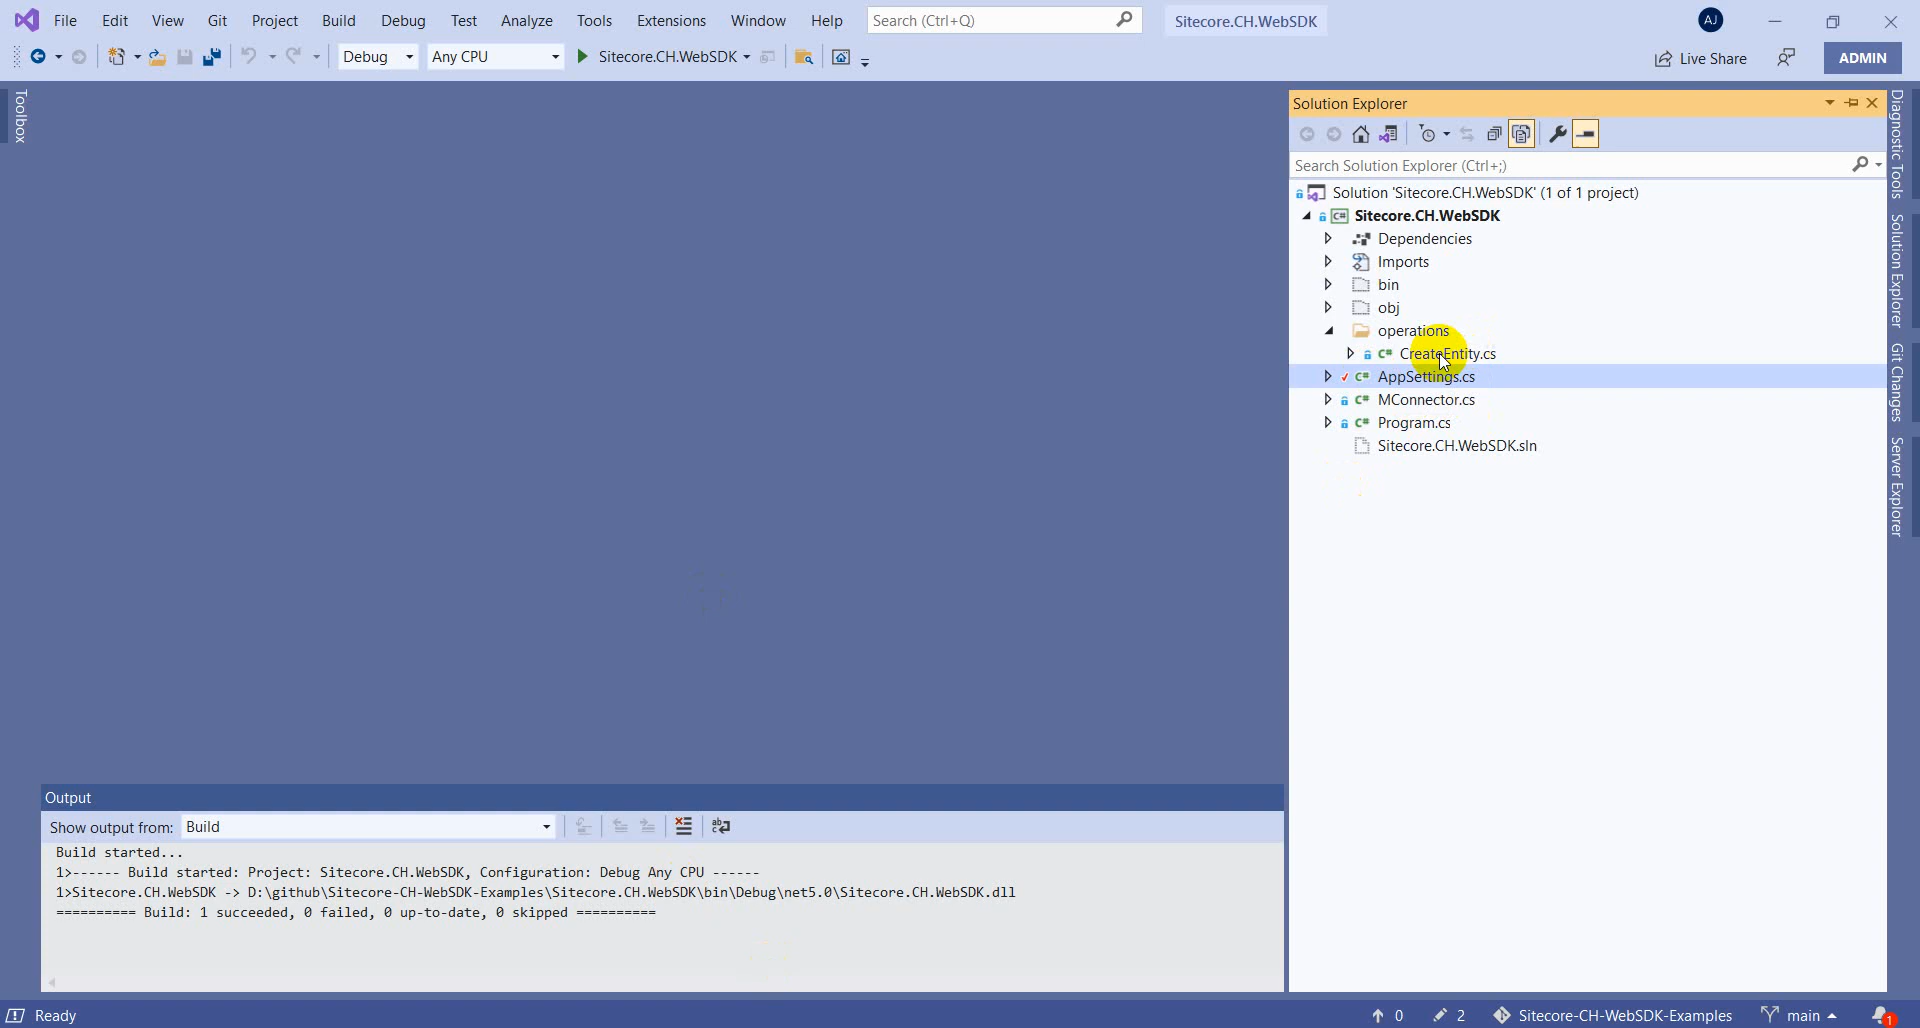 File Edit View Git Project Build Debug Test Analyze Tools Extensions Window Help Search (Ctrl+Q) Sitecore.CH.WebSDK AJ
Debug Any CPU Sitecore.CH.WebSDK Live Share ADMIN
Toolbox
Solution Explorer
Search Solution Explorer (Ctrl+;)
Solution 'Sitecore.CH.WebSDK' (1 of 1 project)
C# Sitecore.CH.WebSDK
Dependencies
Imports
bin
obj
operations
C# CreateEntity.cs
C# AppSettings.cs
C# MConnector.cs
C# Program.cs
Sitecore.CH.WebSDK.sln
Diagnostic Tools
Solution Explorer
Git Changes
Server Explorer
Output
Show output from: Build
Build started...
1>------ Build started: Project: Sitecore.CH.WebSDK, Configuration: Debug Any CPU ------
1>Sitecore.CH.WebSDK -> D:\github\Sitecore-CH-WebSDK-Examples\Sitecore.CH.WebSDK\bin\Debug\net5.0\Sitecore.CH.WebSDK.dll
========== Build: 1 succeeded, 0 failed, 0 up-to-date, 0 skipped ==========
Ready 0 2 Sitecore-CH-WebSDK-Examples main 1